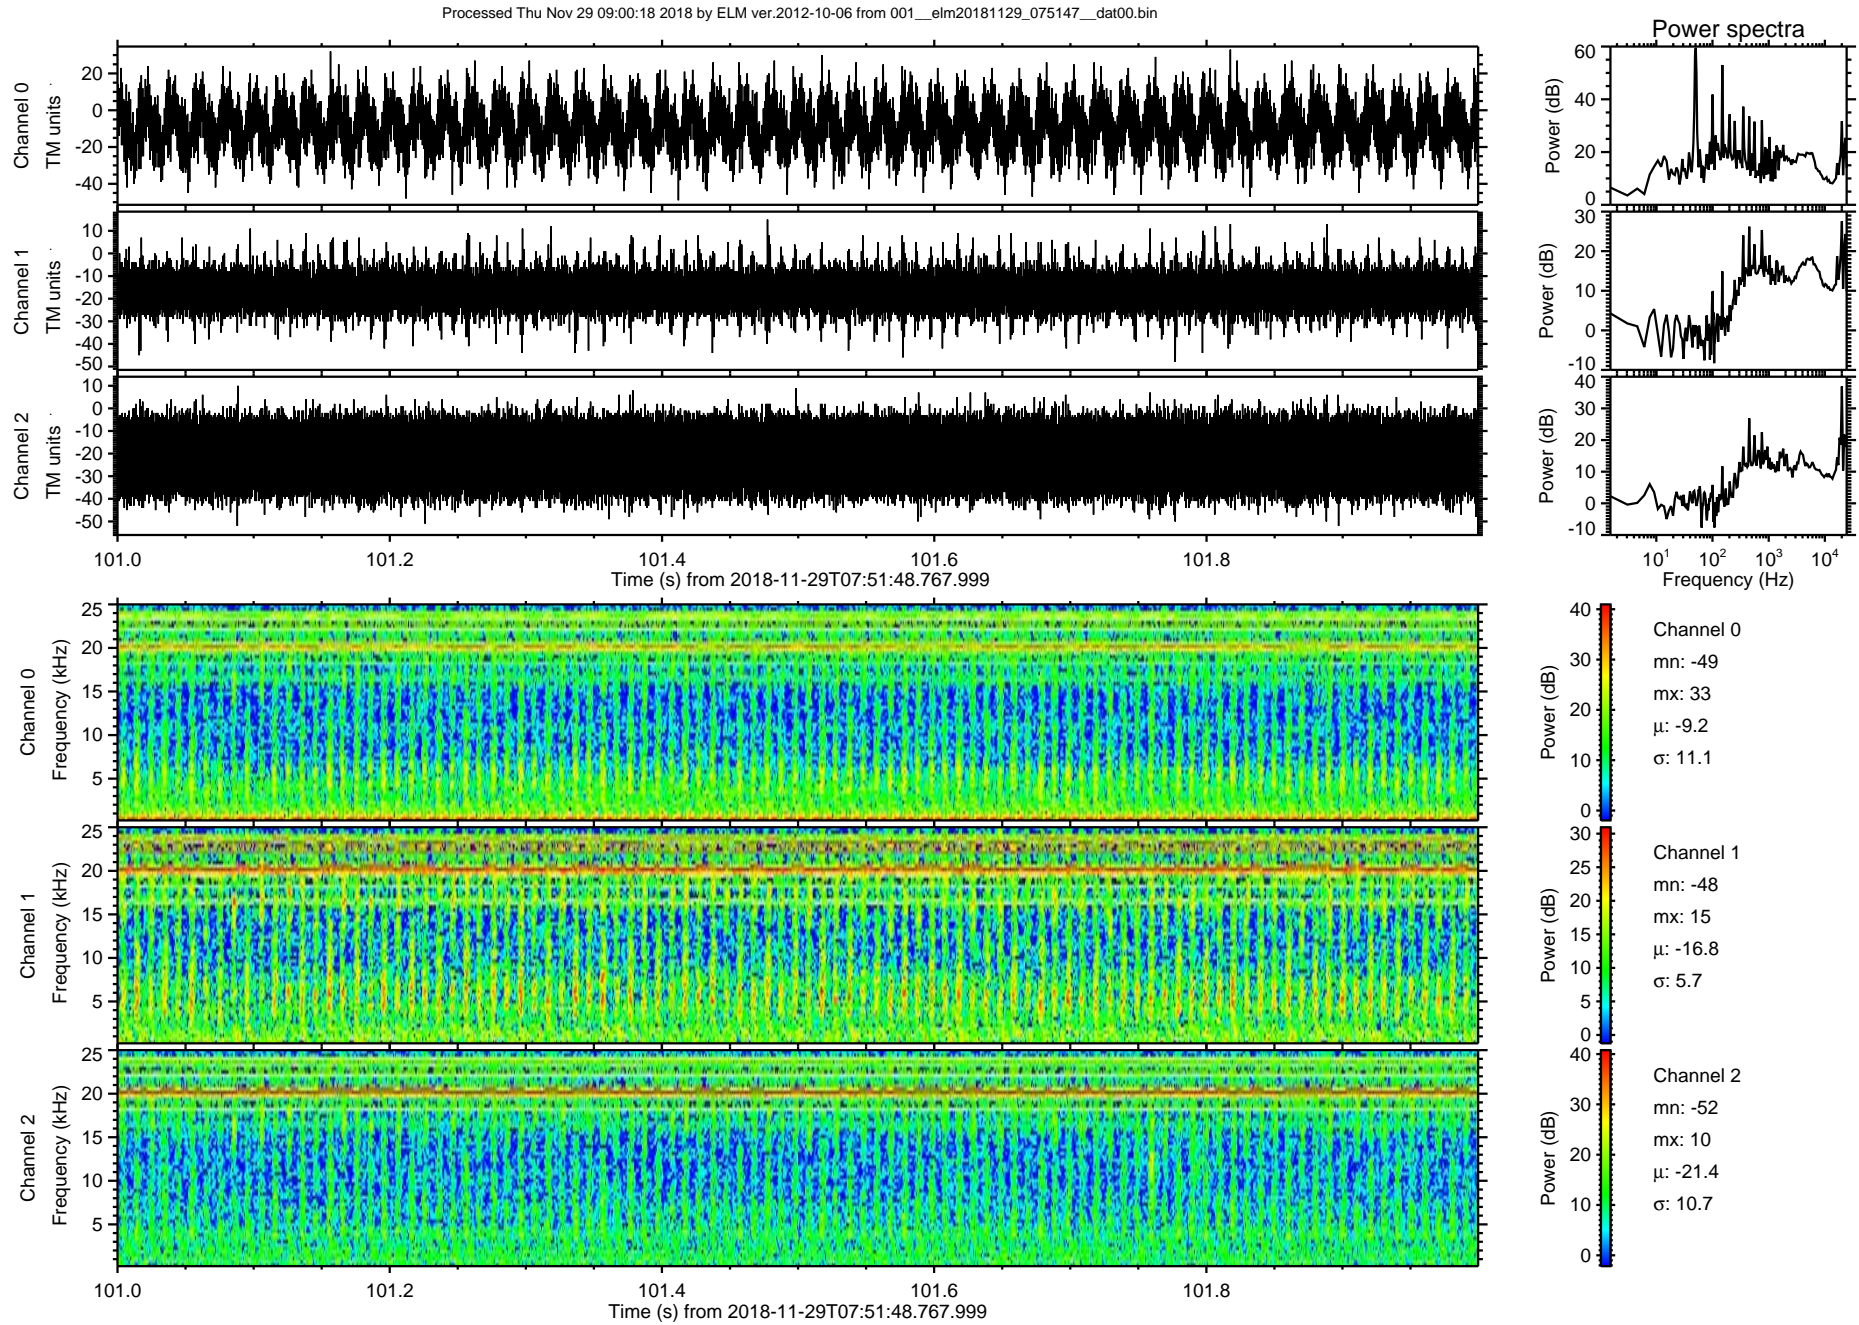 Processed Thu Nov 29 09:00:18 2018 by ELM ver.2012-10-06 from 001__elm20181129_075147__dat00.bin
Power spectra
Channel 0
TM units
20
0
-20
-40
Power (dB)
60
40
20
0
Channel 1
TM units
10
0
-10
-20
-30
-40
-50
Power (dB)
30
20
10
0
-10
Channel 2
TM units
10
0
-10
-20
-30
-40
-50
Power (dB)
40
30
20
10
0
-10
101.0 101.2 101.4 101.6 101.8
Time (s) from 2018-11-29T07:51:48.767.999
10¹ 10² 10³ 10⁴
Frequency (Hz)
Channel 0
Frequency (kHz)
25
20
15
10
5
Power (dB)
40
30
20
10
0
Channel 0
mn: -49
mx: 33
μ: -9.2
σ: 11.1
Channel 1
Frequency (kHz)
25
20
15
10
5
Power (dB)
30
25
20
15
10
5
0
Channel 1
mn: -48
mx: 15
μ: -16.8
σ: 5.7
Channel 2
Frequency (kHz)
25
20
15
10
5
Power (dB)
40
30
20
10
0
Channel 2
mn: -52
mx: 10
μ: -21.4
σ: 10.7
101.0 101.2 101.4 101.6 101.8
Time (s) from 2018-11-29T07:51:48.767.999